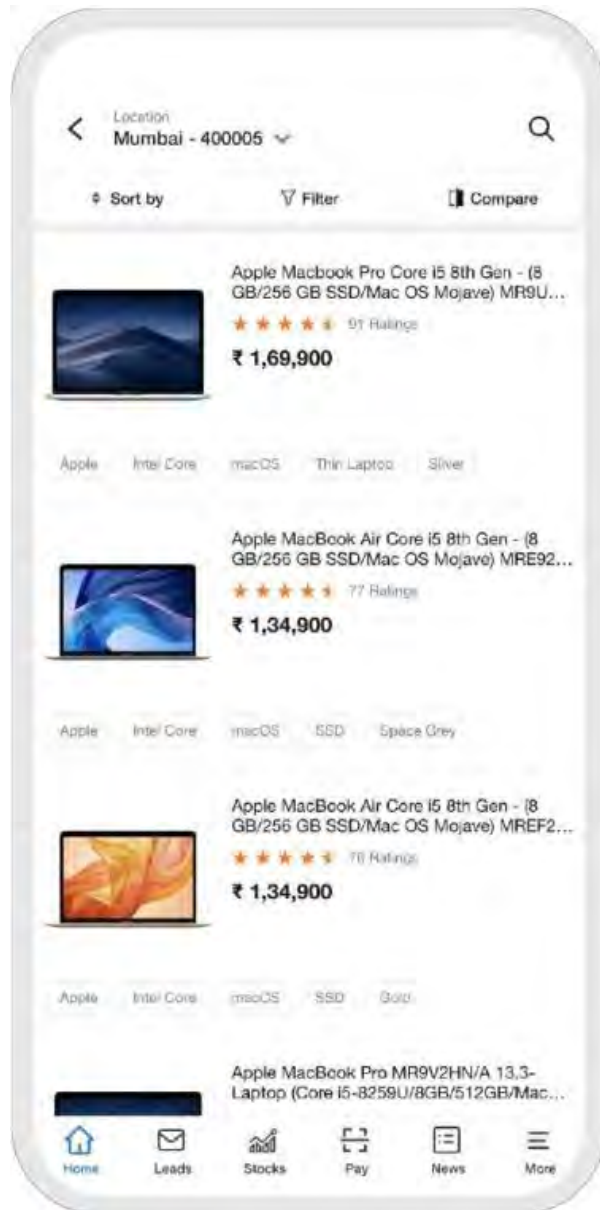 Location
Mumbai - 400005
Sort by
Filter
Compare
Apple Macbook Pro Core i5 8th Gen - (8
GB/256 GB SSD/Mac OS Mojave) MR9U...
91 Ratings
₹ 1,69,900
Apple Intel Core macOS Thin Laptop Silver
Apple MacBook Air Core i5 8th Gen - (8
GB/256 GB SSD/Mac OS Mojave) MRE92...
77 Ratings
₹ 1,34,900
Apple Intel Core macOS SSD Space Grey
Apple MacBook Air Core i5 8th Gen - (8
GB/256 GB SSD/Mac OS Mojave) MREF2...
Ratings
₹ 1,34,900
Apple Intel Core macOS SSD Gold
Apple MacBook Pro MR9V2HN/A 13.3-
Laptop (Core i5-8259U/8GB/512GB/Mac...
Home
Leads
Stocks
Pay
News
More